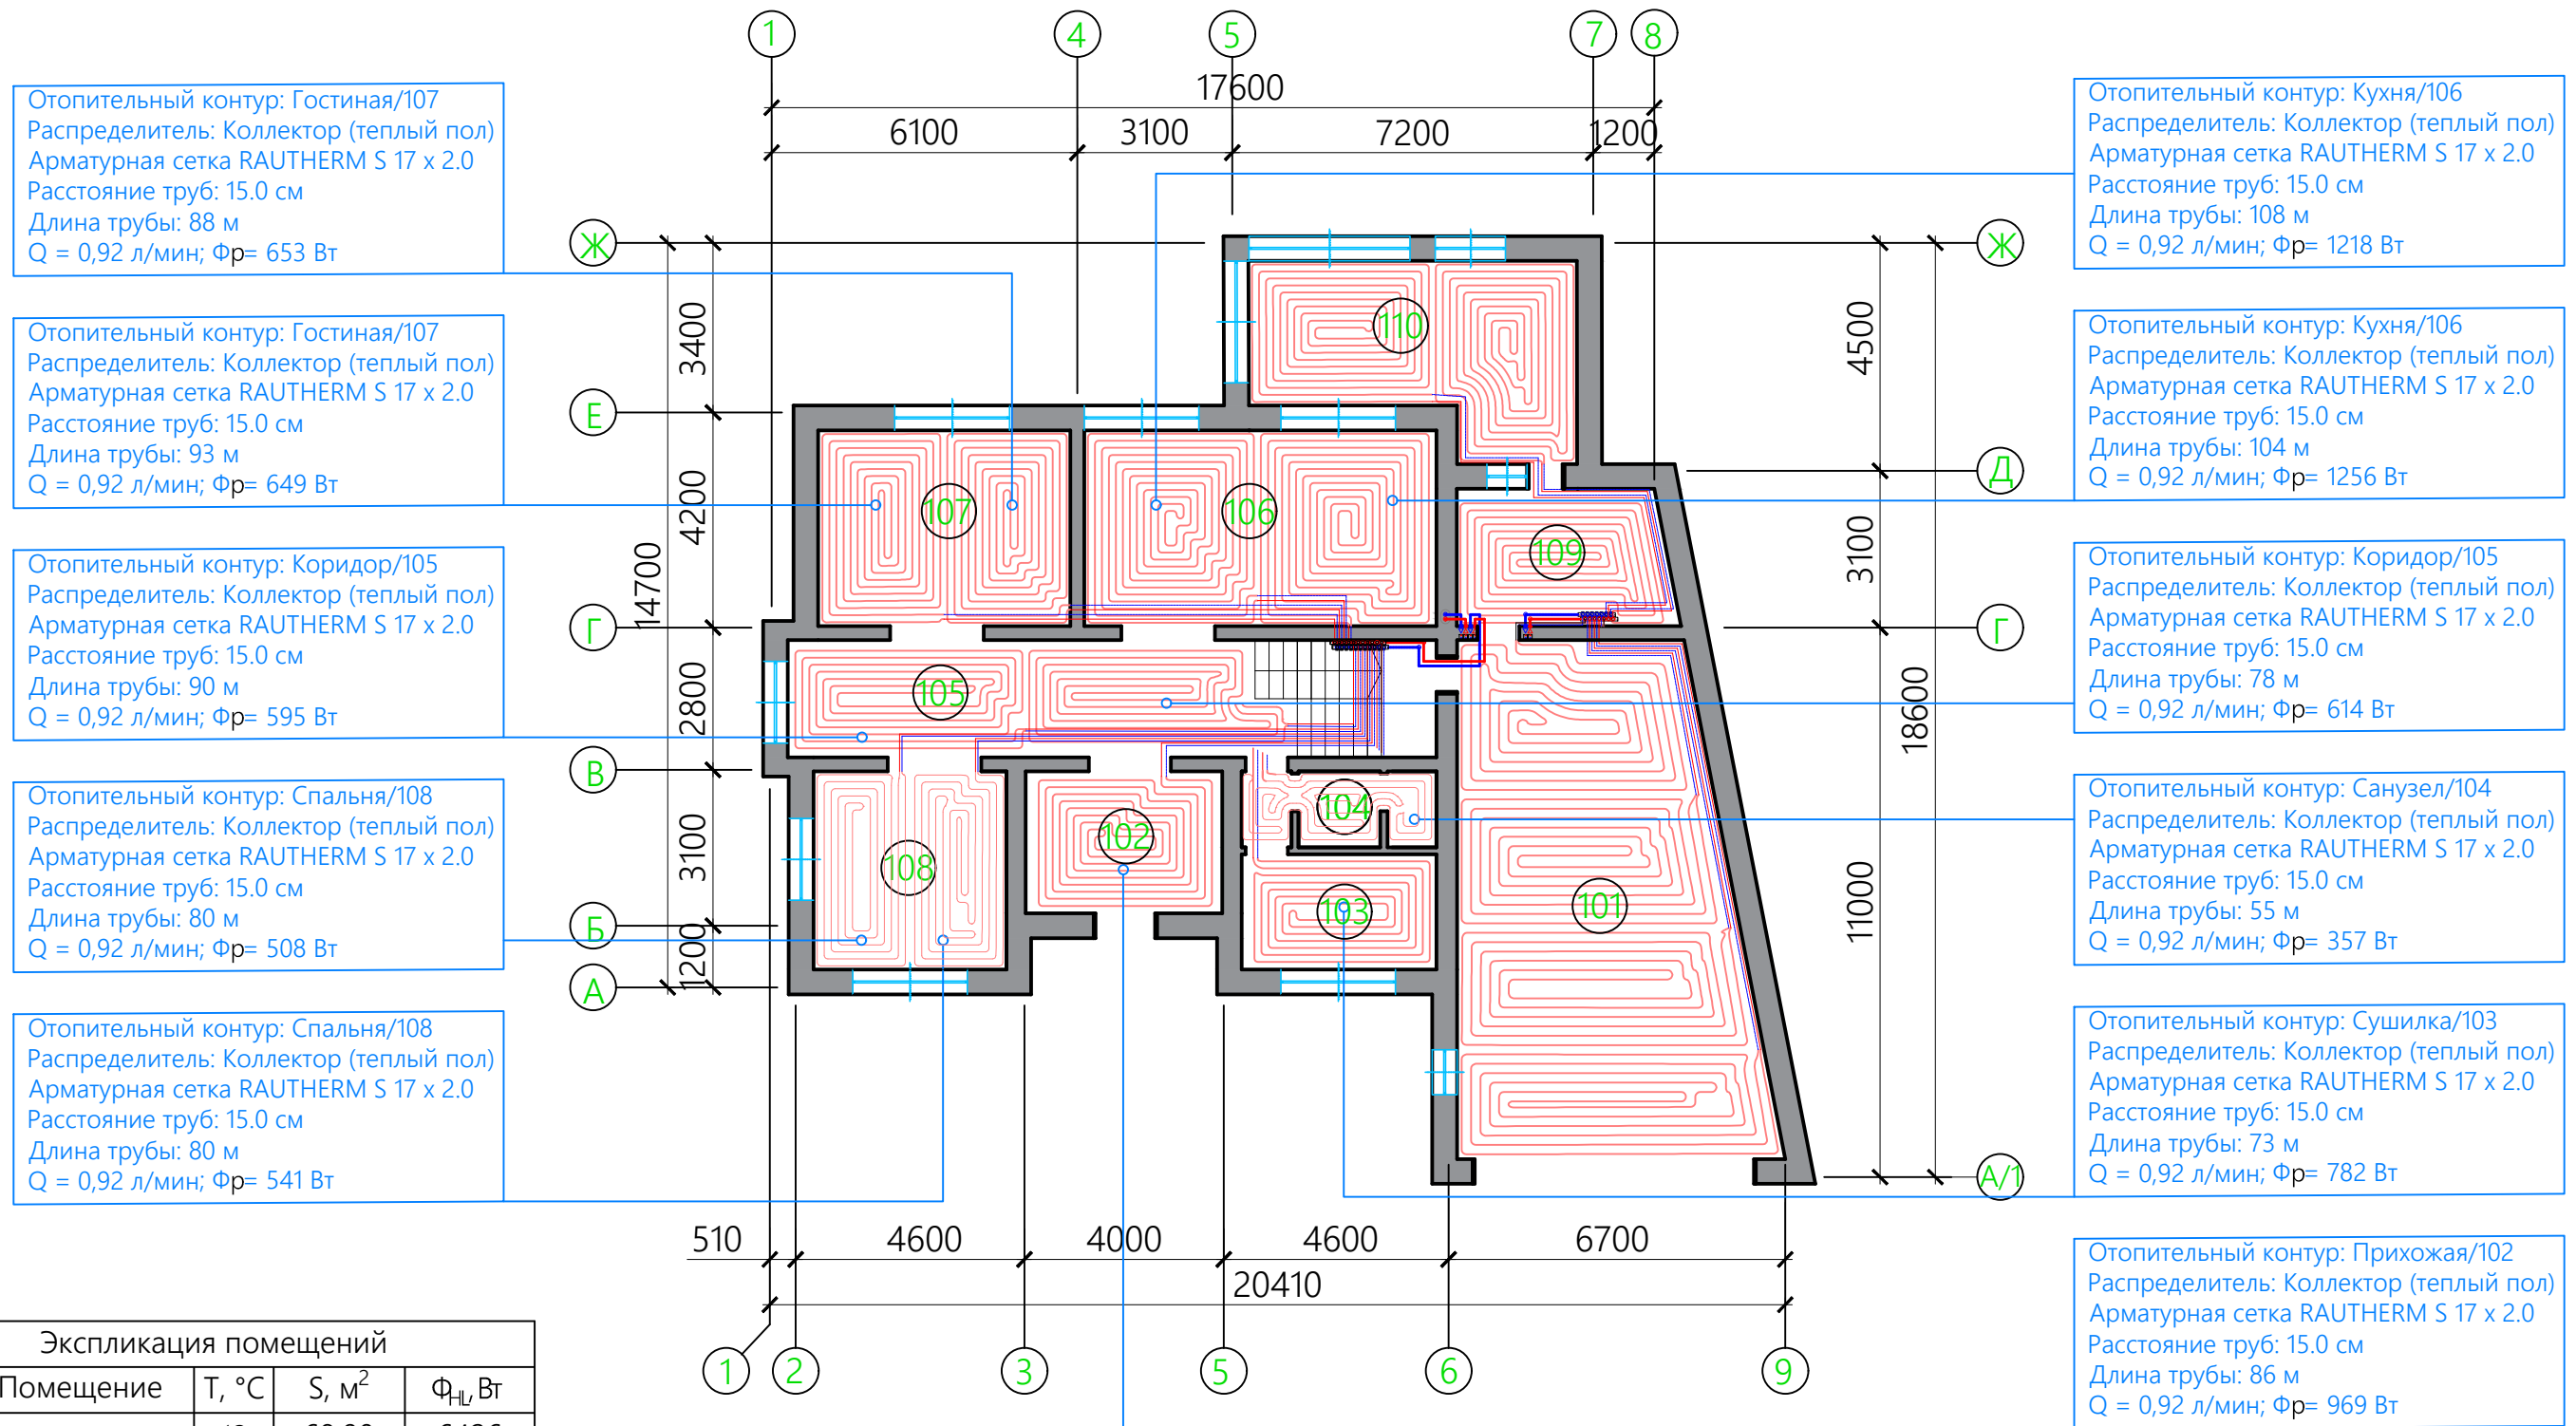 1
4
5
7
8
17600
6100
3100
7200
1200
Отопительный контур: Гостиная/107
Распределитель: Коллектор (теплый пол)
Арматурная сетка RAUTHERM S 17 x 2.0
Расстояние труб: 15.0 см
Длина трубы: 88 м
Q = 0,92 л/мин; Фр= 653 Вт
Отопительный контур: Гостиная/107
Распределитель: Коллектор (теплый пол)
Арматурная сетка RAUTHERM S 17 x 2.0
Расстояние труб: 15.0 см
Длина трубы: 93 м
Q = 0,92 л/мин; Фр= 649 Вт
Отопительный контур: Коридор/105
Распределитель: Коллектор (теплый пол)
Арматурная сетка RAUTHERM S 17 x 2.0
Расстояние труб: 15.0 см
Длина трубы: 90 м
Q = 0,92 л/мин; Фр= 595 Вт
Отопительный контур: Спальня/108
Распределитель: Коллектор (теплый пол)
Арматурная сетка RAUTHERM S 17 x 2.0
Расстояние труб: 15.0 см
Длина трубы: 80 м
Q = 0,92 л/мин; Фр= 508 Вт
Отопительный контур: Спальня/108
Распределитель: Коллектор (теплый пол)
Арматурная сетка RAUTHERM S 17 x 2.0
Расстояние труб: 15.0 см
Длина трубы: 80 м
Q = 0,92 л/мин; Фр= 541 Вт
Ж
Е
Г
В
Б
А
14700
3400
4200
2800
3100
1200
110
107
106
109
105
108
102
104
103
101
Ж
Д
Г
А/1
4500
3100
11000
18600
Отопительный контур: Кухня/106
Распределитель: Коллектор (теплый пол)
Арматурная сетка RAUTHERM S 17 x 2.0
Расстояние труб: 15.0 см
Длина трубы: 108 м
Q = 0,92 л/мин; Фр= 1218 Вт
Отопительный контур: Кухня/106
Распределитель: Коллектор (теплый пол)
Арматурная сетка RAUTHERM S 17 x 2.0
Расстояние труб: 15.0 см
Длина трубы: 104 м
Q = 0,92 л/мин; Фр= 1256 Вт
Отопительный контур: Коридор/105
Распределитель: Коллектор (теплый пол)
Арматурная сетка RAUTHERM S 17 x 2.0
Расстояние труб: 15.0 см
Длина трубы: 78 м
Q = 0,92 л/мин; Фр= 614 Вт
Отопительный контур: Санузел/104
Распределитель: Коллектор (теплый пол)
Арматурная сетка RAUTHERM S 17 x 2.0
Расстояние труб: 15.0 см
Длина трубы: 55 м
Q = 0,92 л/мин; Фр= 357 Вт
Отопительный контур: Сушилка/103
Распределитель: Коллектор (теплый пол)
Арматурная сетка RAUTHERM S 17 x 2.0
Расстояние труб: 15.0 см
Длина трубы: 73 м
Q = 0,92 л/мин; Фр= 782 Вт
Отопительный контур: Прихожая/102
Распределитель: Коллектор (теплый пол)
Арматурная сетка RAUTHERM S 17 x 2.0
Расстояние труб: 15.0 см
Длина трубы: 86 м
Q = 0,92 л/мин; Фр= 969 Вт
510
4600
4000
4600
6700
20410
1
2
3
5
6
9
Экспликация помещений
Помещение Т, °С S, м² Ф_HL, Вт